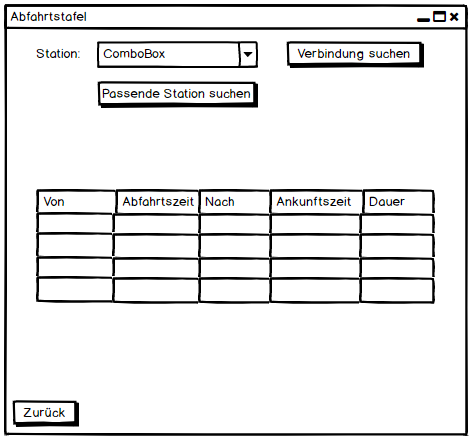 Abfahrtstafel
Station: ComboBox Verbindung suchen
Passende Station suchen
Von Abfahrtszeit Nach Ankunftszeit Dauer
Zurück